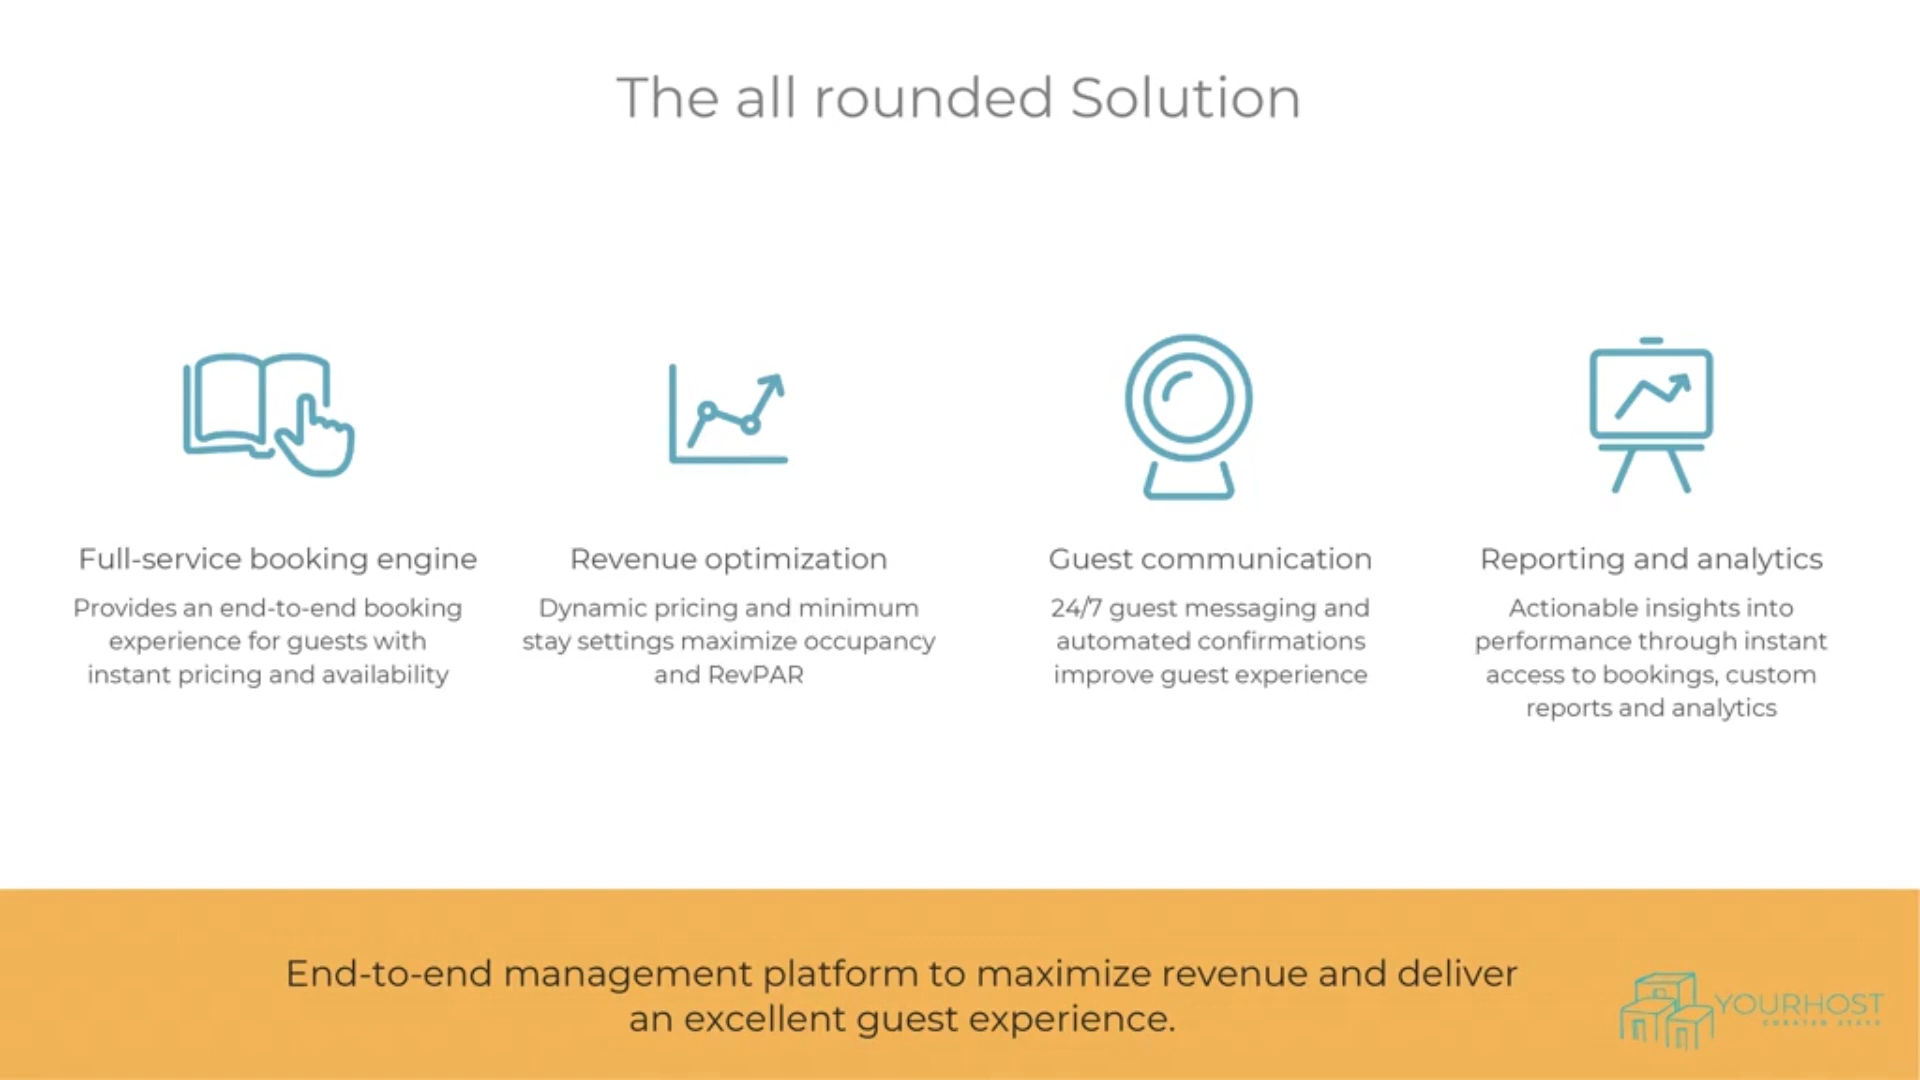 The all rounded Solution
Full-service booking engine
Provides an end-to-end booking
experience for guests with
instant pricing and availability
Revenue optimization
Dynamic pricing and minimum
stay settings maximize occupancy
and RevPAR
Guest communication
24/7 guest messaging and
automated confirmations
improve guest experience
Reporting and analytics
Actionable insights into
performance through instant
access to bookings, custom
reports and analytics
End-to-end management platform to maximize revenue and deliver
an excellent guest experience.
YOURHOST